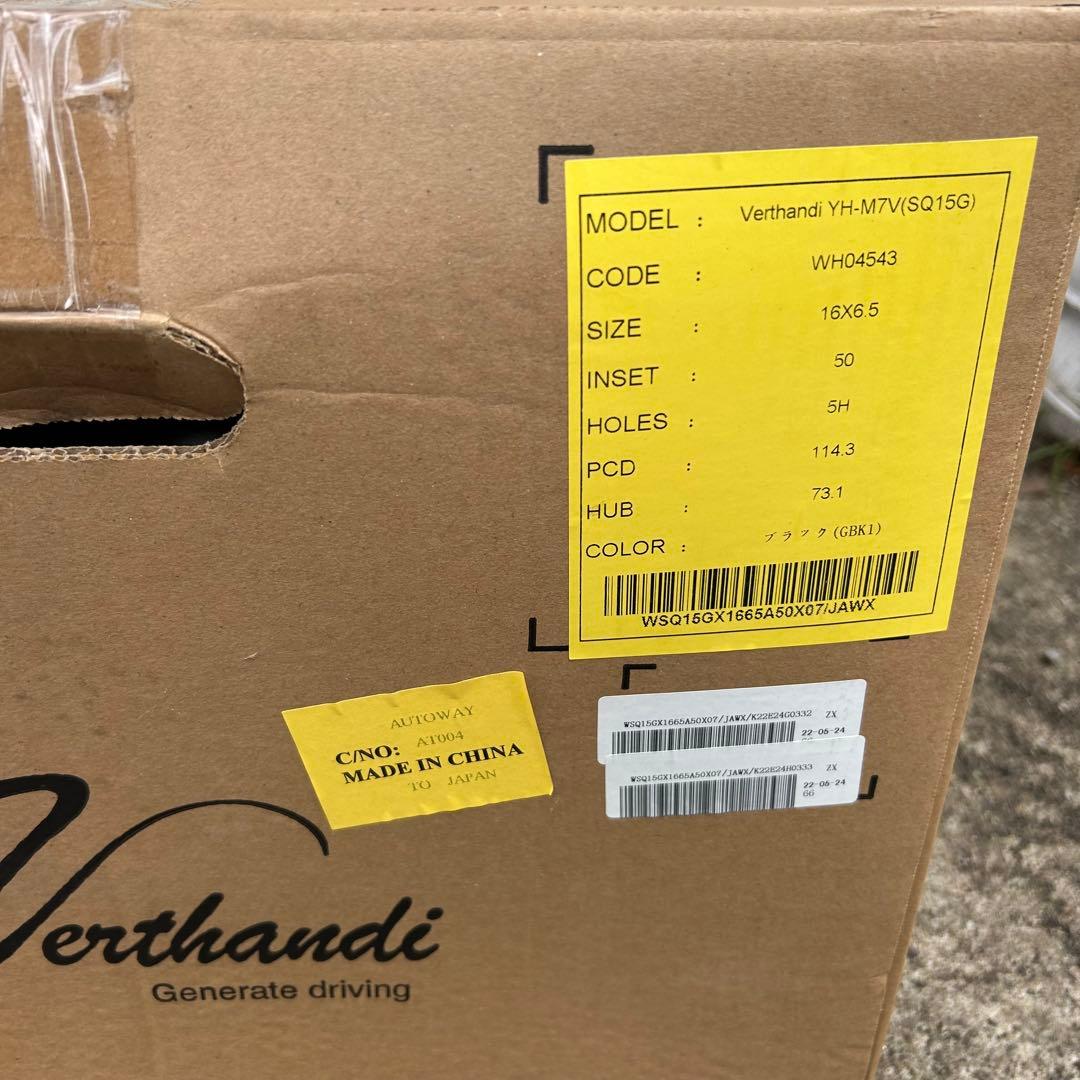 MODEL : Verthandi YH-M7V(SQ15G)
CODE : WH04543
SIZE : 16X6.5
INSET : 50
HOLES : 5H
PCD : 114.3
HUB : 73.1
COLOR : ブラック(GBK1)
WSQ15GX1665A50X07/JAWX
WSQ15GX1665A50X07/JAWX/K22E24G0332 ZX
22-05-24
WSQ15GX1665A50X07/JAWX/K22E24H0333 ZX
22-05-24
66
AUTOWAY
C/NO: AT004
MADE IN CHINA
TO JAPAN
Verthandi
Generate driving